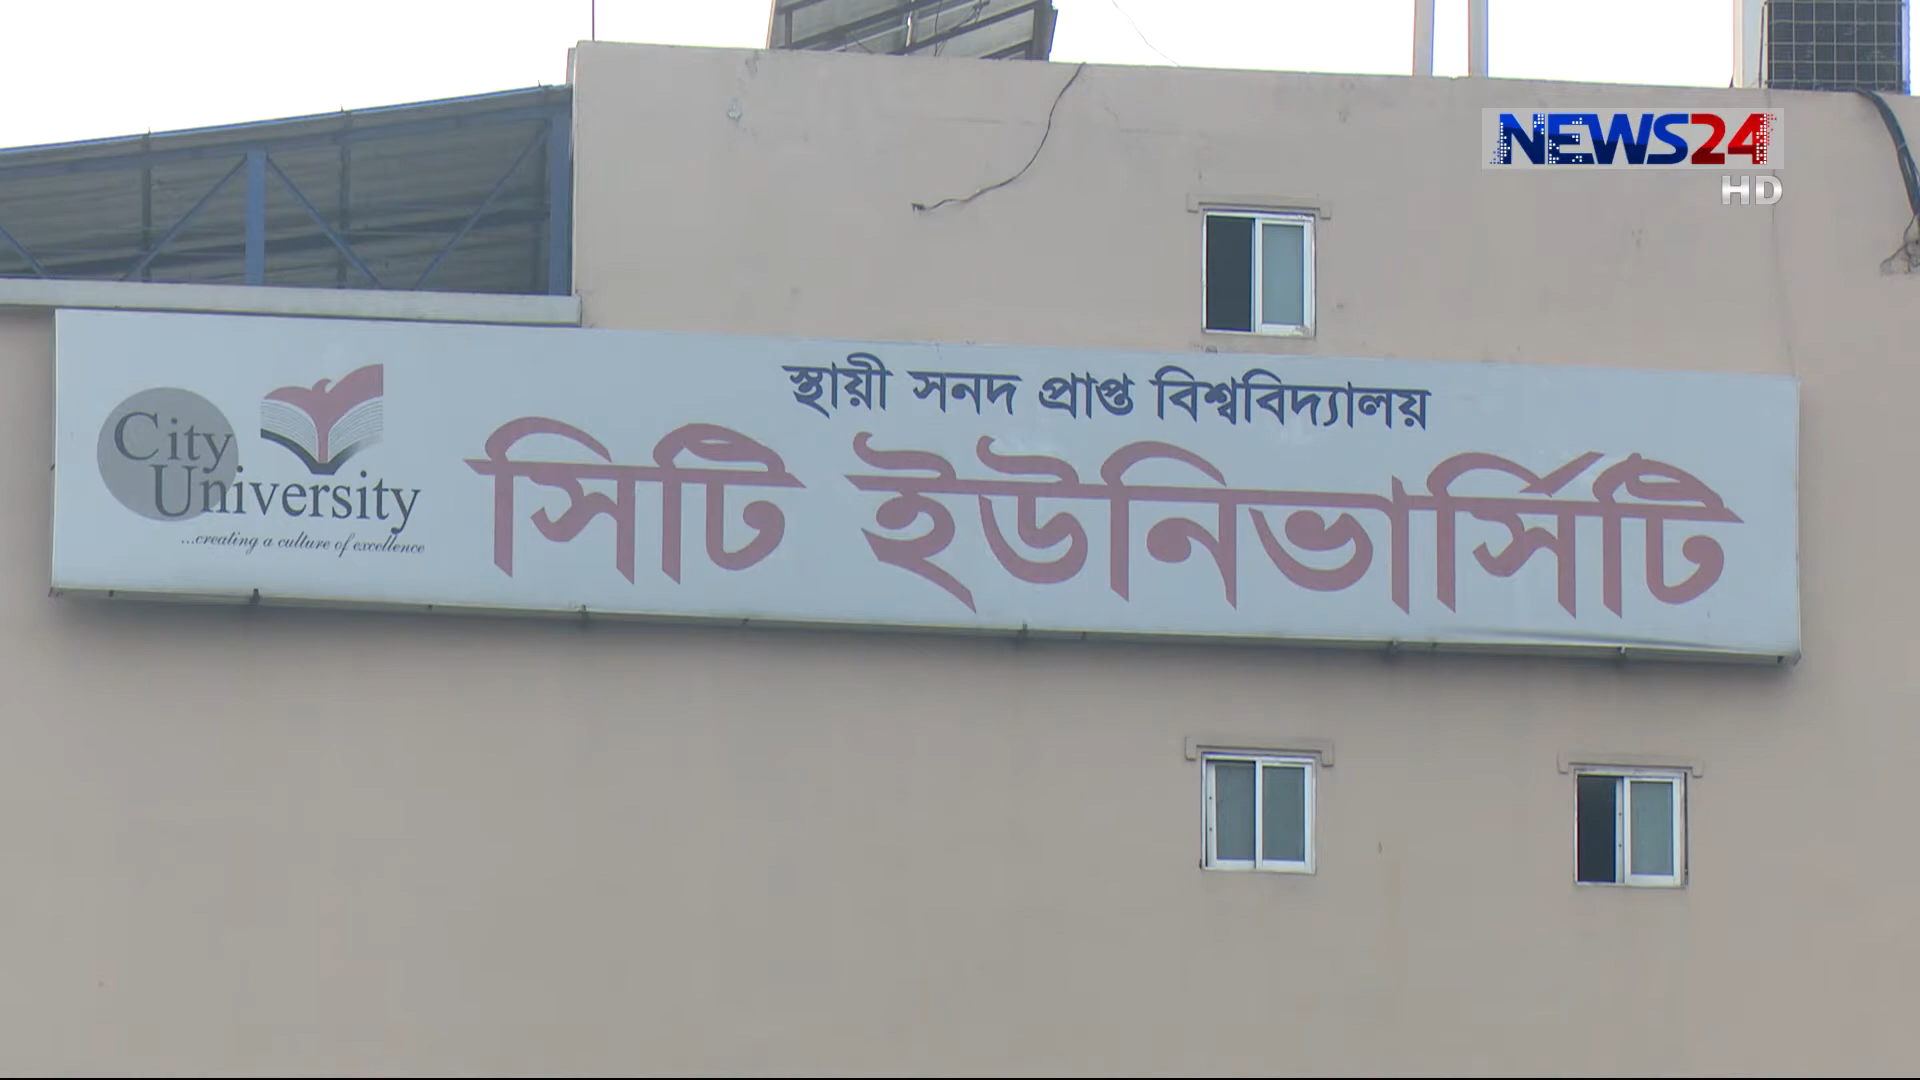 NEWS24
HD
স্থায়ী সনদ প্রাপ্ত বিশ্ববিদ্যালয়
সিটি ইউনিভার্সিটি
City
University
...creating a culture of excellence